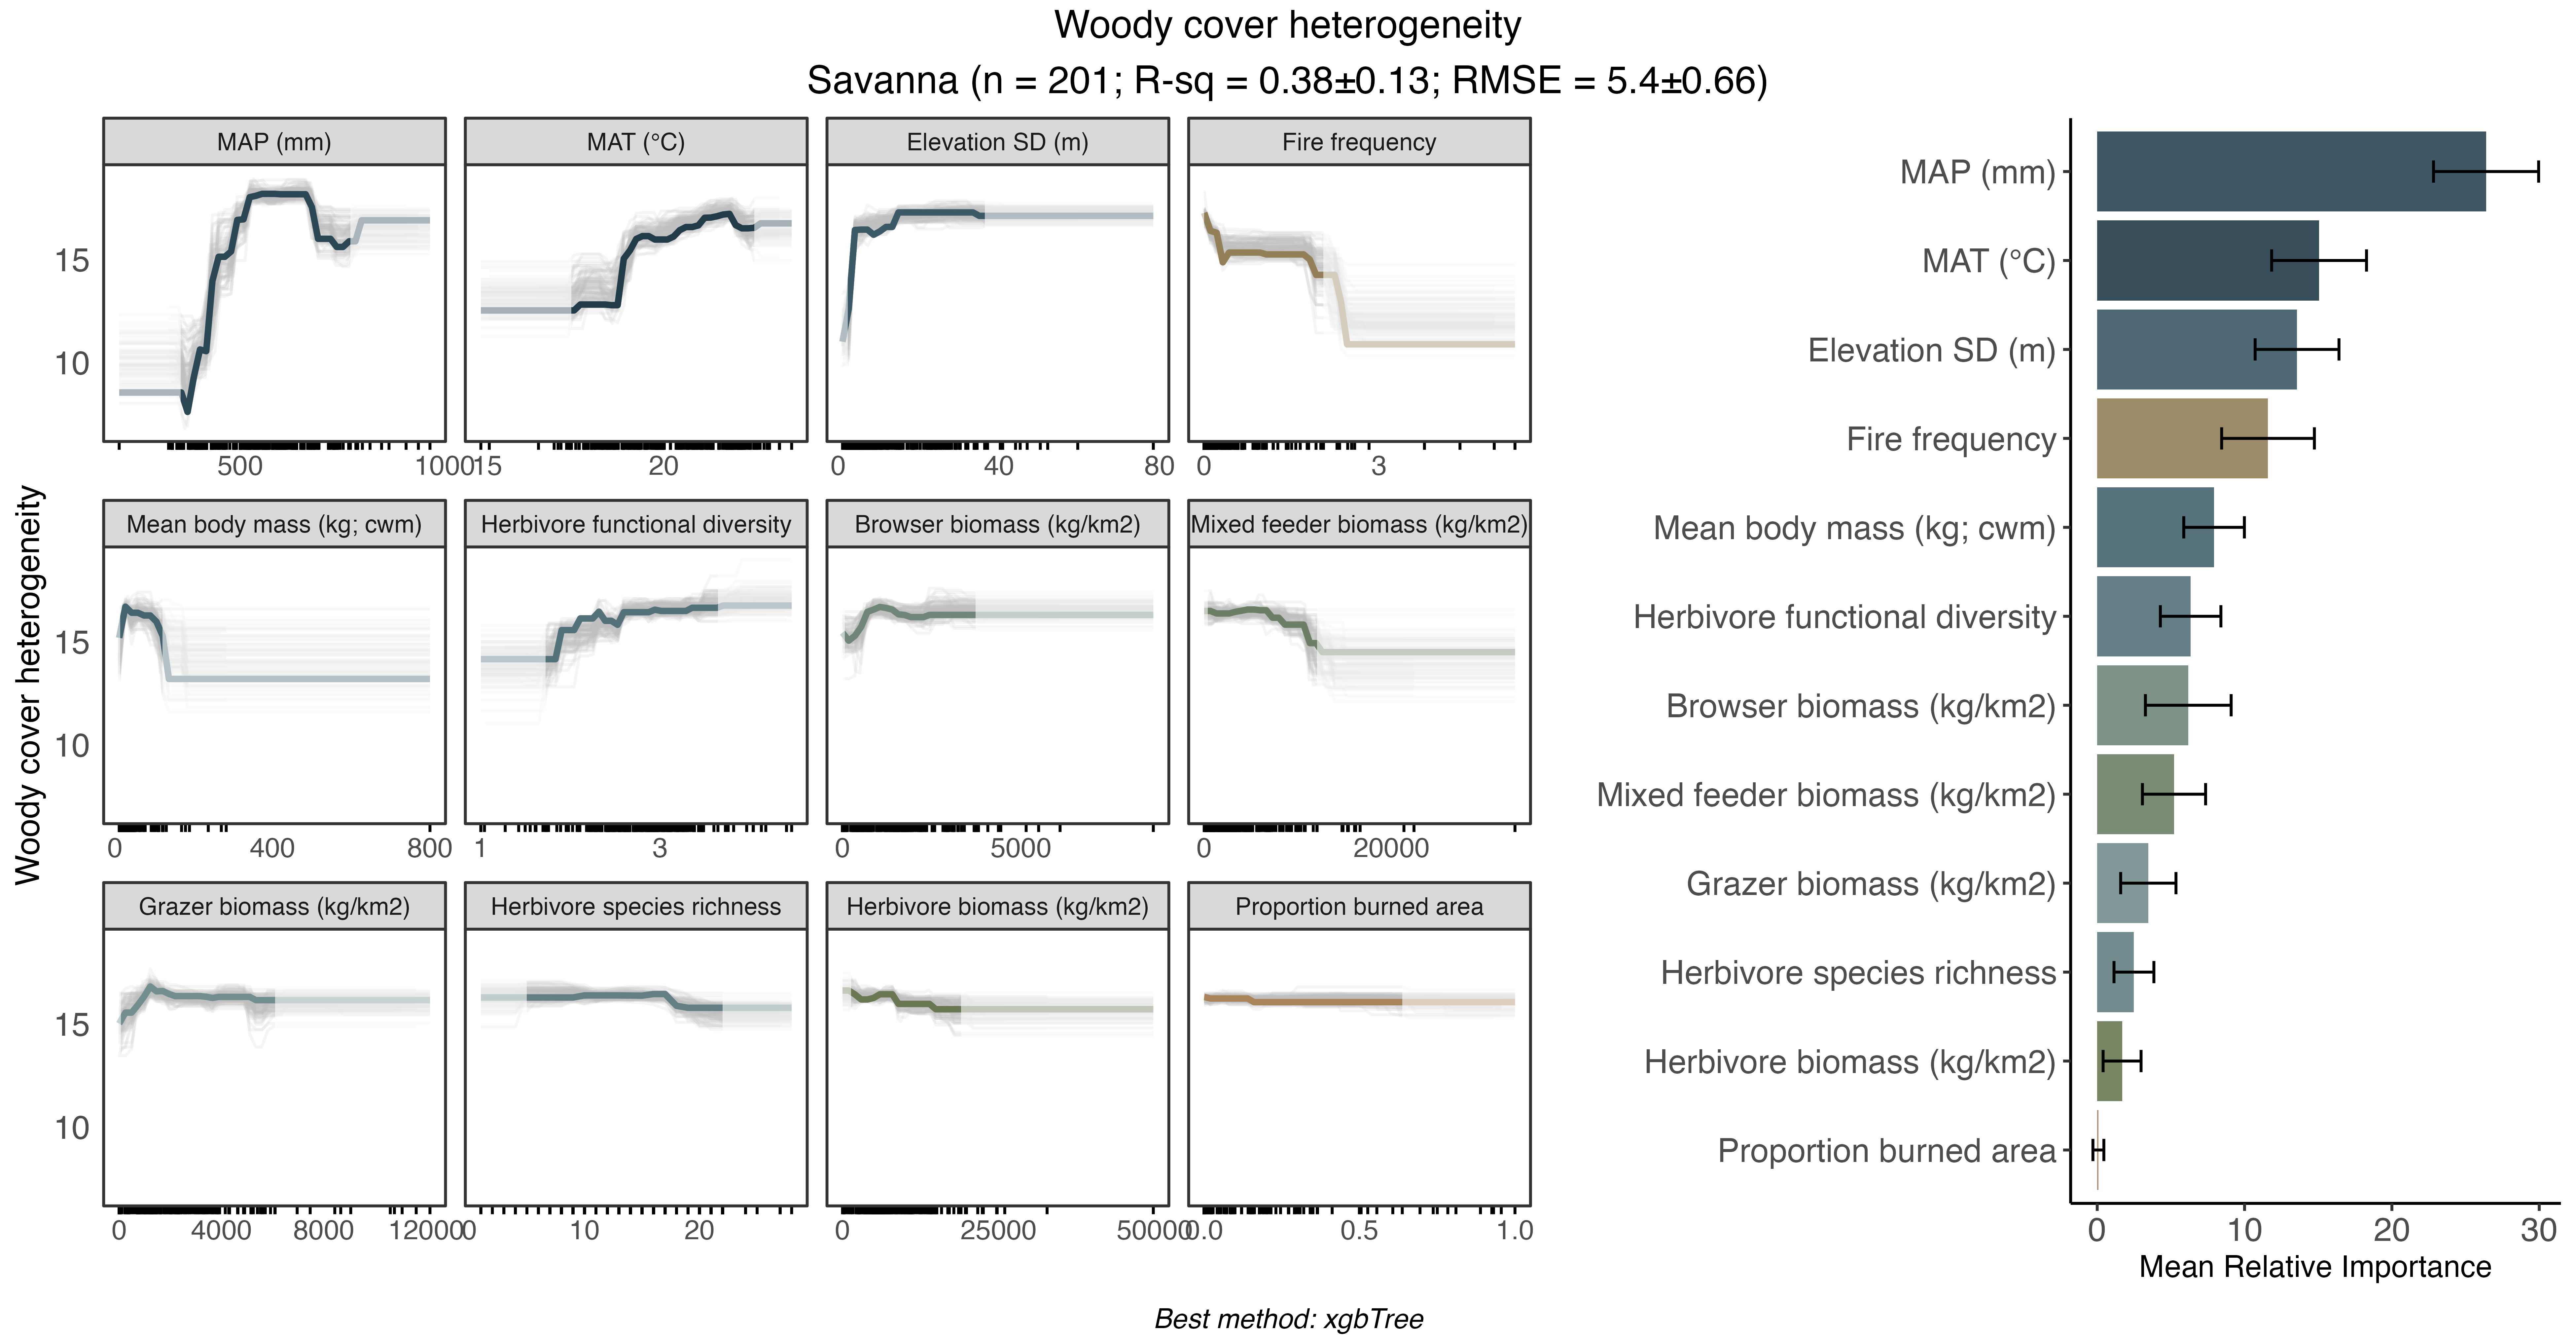 Woody cover heterogeneity
Savanna (n = 201; R-sq = 0.38±0.13; RMSE = 5.4±0.66)
MAP (mm)
MAT (°C)
Elevation SD (m)
Fire frequency
15
10
500
1000
15
20
0
40
80
0
3
Mean body mass (kg; cwm)
Herbivore functional diversity
Browser biomass (kg/km2)
Mixed feeder biomass (kg/km2)
15
10
0
400
800
1
3
0
5000
0
20000
Grazer biomass (kg/km2)
Herbivore species richness
Herbivore biomass (kg/km2)
Proportion burned area
15
10
0
4000
8000
12000
0
10
20
0
25000
50000
0.0
0.5
1.0
Woody cover heterogeneity
MAP (mm)
MAT (°C)
Elevation SD (m)
Fire frequency
Mean body mass (kg; cwm)
Herbivore functional diversity
Browser biomass (kg/km2)
Mixed feeder biomass (kg/km2)
Grazer biomass (kg/km2)
Herbivore species richness
Herbivore biomass (kg/km2)
Proportion burned area
0
10
20
30
Mean Relative Importance
Best method: xgbTree